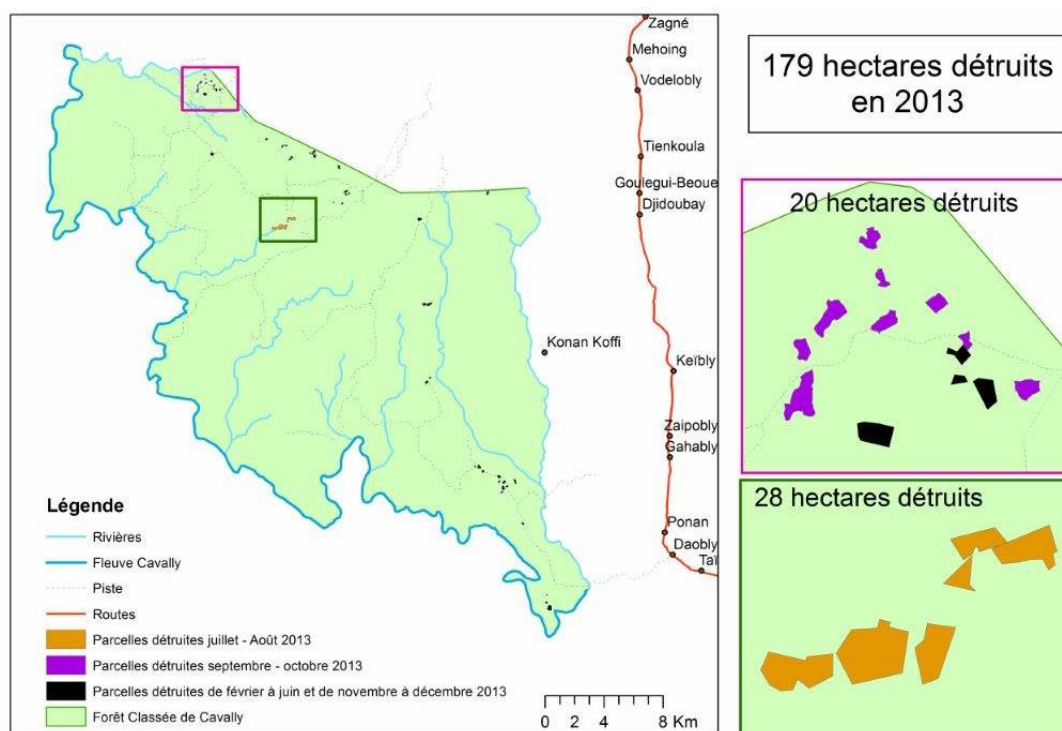 Zagné
Mehoing
Vodelobly
Tienkoula
Goulegui-Beoue
Djidoubay
Konan Koffi
Keïbly
Zaipobly
Gahably
Ponan
Daobly
Taï
Légende
Rivières
Fleuve Cavally
Piste
Routes
Parcelles détruites juillet - Août 2013
Parcelles détruites septembre - octobre 2013
Parcelles détruites de février à juin et de novembre à décembre 2013
Forêt Classée de Cavally
0 2 4 8 Km
179 hectares détruits
en 2013
20 hectares détruits
28 hectares détruits